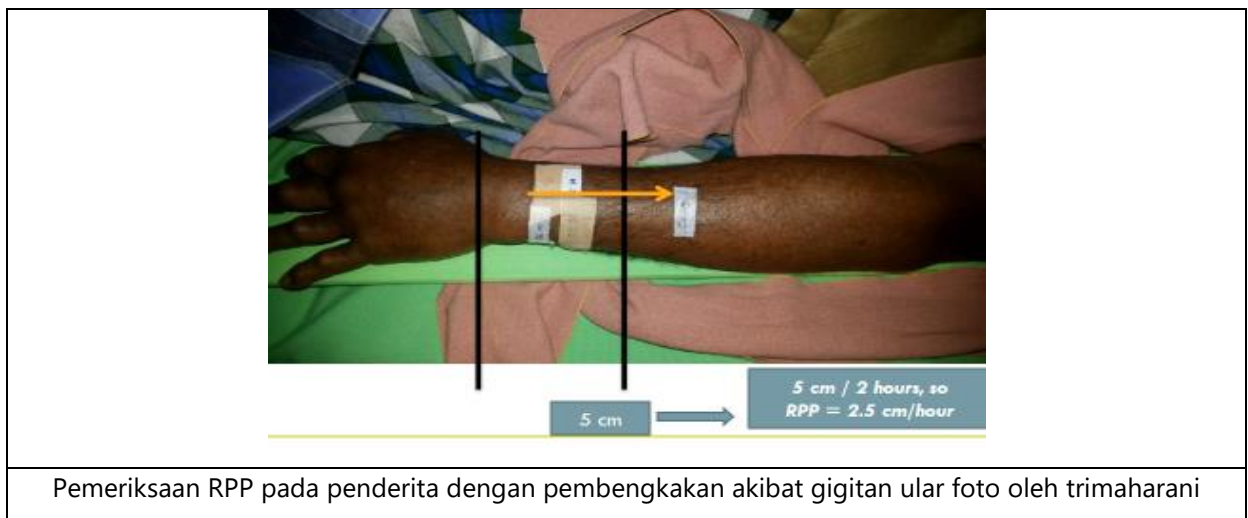 5 cm
5 cm / 2 hours, so
RPP = 2.5 cm/hour
Pemeriksaan RPP pada penderita dengan pembengkakan akibat gigitan ular foto oleh trimaharani